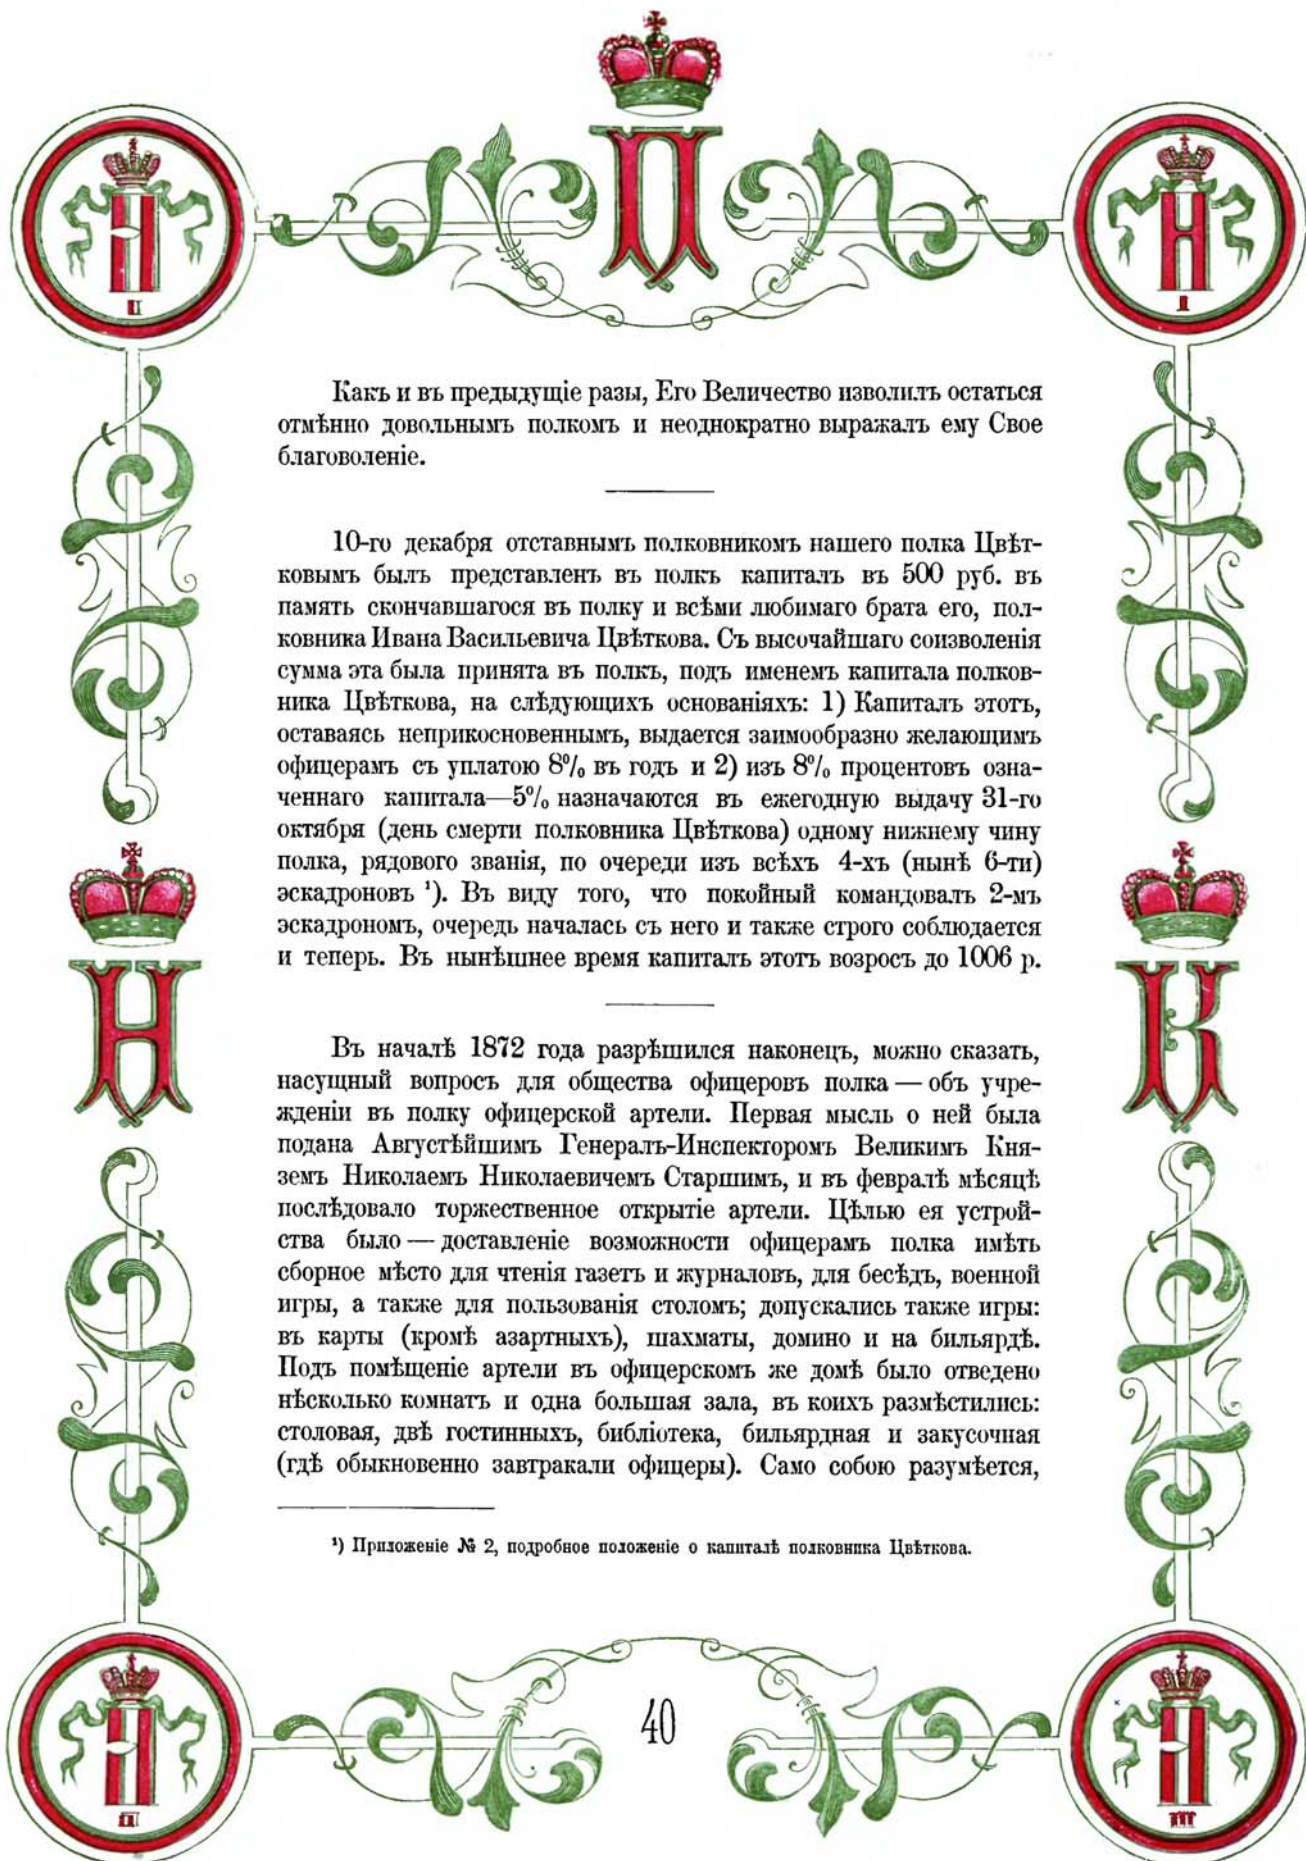 П
Н
I
Какъ и въ предыдущіе разы, Его Величество изволилъ остаться
отмѣнно довольнымъ полкомъ и неоднократно выражалъ ему Свое
благоволеніе.
10-го декабря отставнымъ полковникомъ нашего полка Цвѣт-
ковымъ былъ представленъ въ полкъ капиталъ въ 500 руб. въ
память скончавшагося въ полку и всѣми любимаго брата его, пол-
ковника Ивана Васильевича Цвѣткова. Съ высочайшаго соизволенія
сумма эта была принята въ полкъ, подъ именемъ капитала полков-
ника Цвѣткова, на слѣдующихъ основаніяхъ: 1) Капиталъ этотъ,
оставаясь неприкосновеннымъ, выдается заимообразно желающимъ
офицерамъ съ уплатою 8% въ годъ и 2) изъ 8% процентовъ озна-
ченнаго капитала—5% назначаются въ ежегодную выдачу 31-го
октября (день смерти полковника Цвѣткова) одному нижнему чину
полка, рядового званія, по очереди изъ всѣхъ 4-хъ (нынѣ 6-ти)
эскадроновъ ¹). Въ виду того, что покойный командовалъ 2-мъ
эскадрономъ, очередь началась съ него и также строго соблюдается
и теперь. Въ нынѣшнее время капиталъ этотъ возросъ до 1006 р.
Н
К
Въ началѣ 1872 года разрѣшился наконецъ, можно сказать,
насущный вопросъ для общества офицеровъ полка — объ учре-
жденіи въ полку офицерской артели. Первая мысль о ней была
подана Августѣйшимъ Генералъ-Инспекторомъ Великимъ Кня-
земъ Николаемъ Николаевичемъ Старшимъ, и въ февралѣ мѣсяцѣ
послѣдовало торжественное открытіе артели. Цѣлью ея устрой-
ства было — доставленіе возможности офицерамъ полка имѣть
сборное мѣсто для чтенія газетъ и журналовъ, для бесѣдъ, военной
игры, а также для пользованія столомъ; допускались также игры:
въ карты (кромѣ азартныхъ), шахматы, домино и на бильярдѣ.
Подъ помѣщеніе артели въ офицерскомъ же домѣ было отведено
нѣсколько комнатъ и одна большая зала, въ коихъ размѣстились:
столовая, двѣ гостинныхъ, библіотека, бильярдная и закусочная
(гдѣ обыкновенно завтракали офицеры). Само собою разумѣется,
¹) Приложеніе № 2, подробное положеніе о капиталѣ полковника Цвѣткова.
40
III